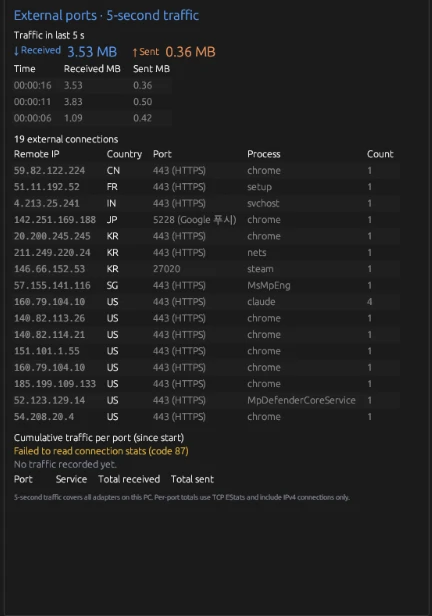 External ports · 5-second traffic
Traffic in last 5 s
↓ Received 3.53 MB ↑ Sent 0.36 MB
Time Received MB Sent MB
00:00:16 3.53 0.36
00:00:11 3.83 0.50
00:00:06 1.09 0.42
19 external connections
Remote IP Country Port Process Count
59.82.122.224 CN 443 (HTTPS) chrome 1
51.11.192.52 FR 443 (HTTPS) setup 1
4.213.25.241 IN 443 (HTTPS) svchost 1
142.251.169.188 JP 5228 (Google 푸시) chrome 1
20.200.245.245 KR 443 (HTTPS) chrome 1
211.249.220.24 KR 443 (HTTPS) nets 1
146.66.152.53 KR 27020 steam 1
57.155.141.116 SG 443 (HTTPS) MsMpEng 1
160.79.104.10 US 443 (HTTPS) claude 4
140.82.113.26 US 443 (HTTPS) chrome 1
140.82.114.21 US 443 (HTTPS) chrome 1
151.101.1.55 US 443 (HTTPS) chrome 1
160.79.104.10 US 443 (HTTPS) chrome 1
185.199.109.133 US 443 (HTTPS) chrome 1
52.123.129.14 US 443 (HTTPS) MpDefenderCoreService 1
54.208.20.4 US 443 (HTTPS) chrome 1
Cumulative traffic per port (since start)
Failed to read connection stats (code 87)
No traffic recorded yet.
Port Service Total received Total sent
5-second traffic covers all adapters on this PC. Per-port totals use TCP EStats and include IPv4 connections only.